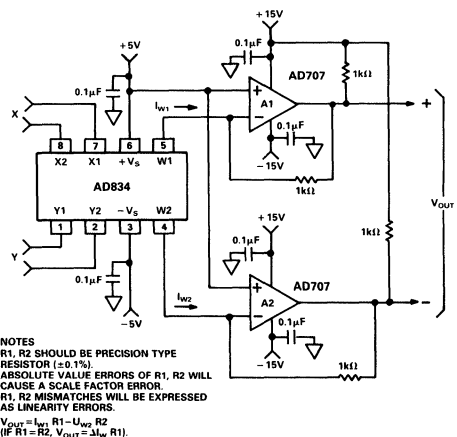 +15V
+5V
0.1μF
0.1μF
1kΩ
AD707
A1
+
−
+
IW1
X
8 7 6 5
X2 X1 +VS W1
0.1μF
−15V
1kΩ
AD834
VOUT
Y1 Y2 −VS W2
1 2 3 4
Y
+15V
1kΩ
0.1μF
0.1μF
IW2
+
−
A2
AD707
−
0.1μF
−5V
−15V
1kΩ
NOTES
R1, R2 SHOULD BE PRECISION TYPE
RESISTOR (±0.1%).
ABSOLUTE VALUE ERRORS OF R1, R2 WILL
CAUSE A SCALE FACTOR ERROR.
R1, R2 MISMATCHES WILL BE EXPRESSED
AS LINEARITY ERRORS.
VOUT = IW1 R1−UW2 R2
(IF R1 = R2, VOUT = ΔIW R1).